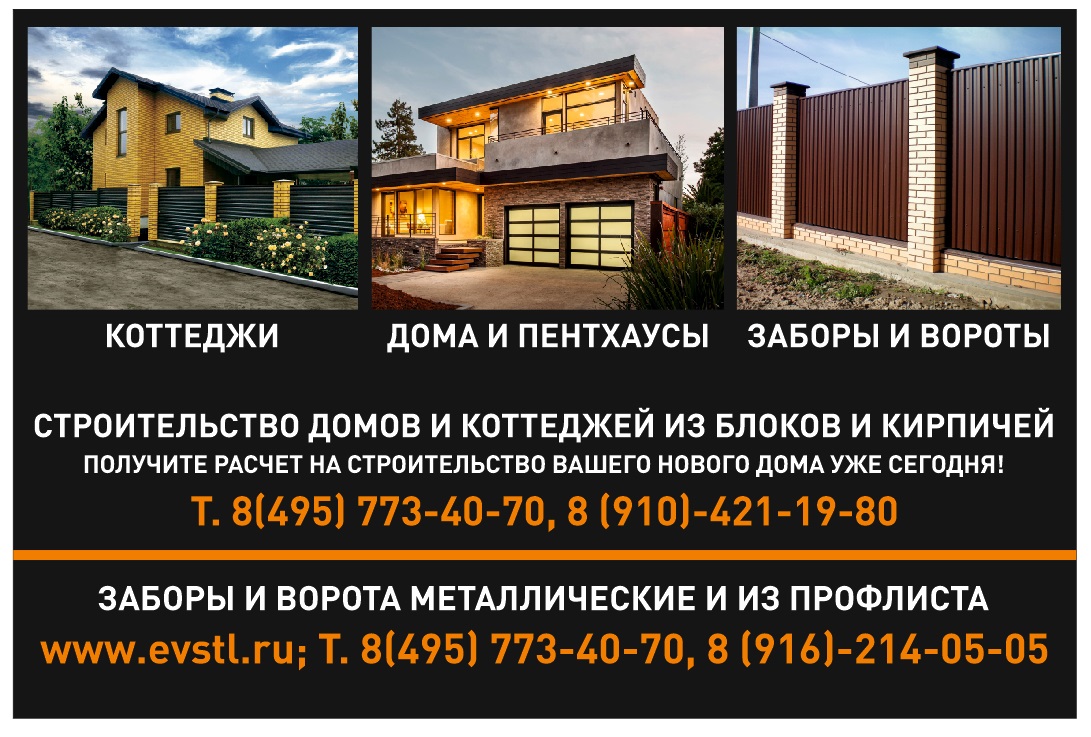 КОТТЕДЖИ
ДОМА И ПЕНТХАУСЫ
ЗАБОРЫ И ВОРОТЫ
СТРОИТЕЛЬСТВО ДОМОВ И КОТТЕДЖЕЙ ИЗ БЛОКОВ И КИРПИЧЕЙ
ПОЛУЧИТЕ РАСЧЕТ НА СТРОИТЕЛЬСТВО ВАШЕГО НОВОГО ДОМА УЖЕ СЕГОДНЯ!
Т. 8(495) 773-40-70, 8 (910)-421-19-80
ЗАБОРЫ И ВОРОТА МЕТАЛЛИЧЕСКИЕ И ИЗ ПРОФЛИСТА
www.evstl.ru; Т. 8(495) 773-40-70, 8 (916)-214-05-05